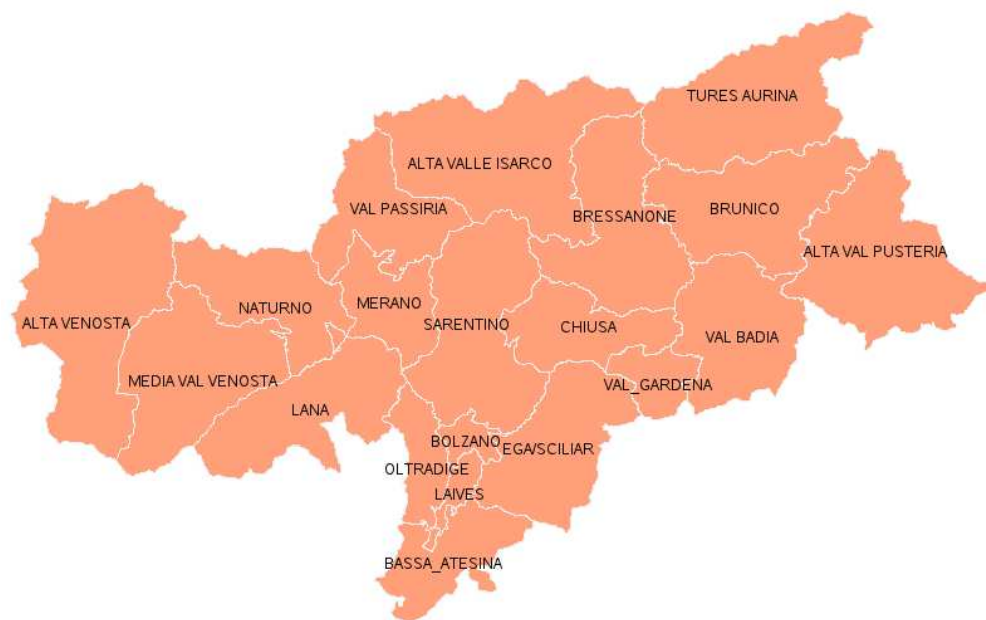 TURES AURINA
ALTA VALLE ISARCO
VAL PASSIRIA
BRESSANONE
BRUNICO
ALTA VAL PUSTERIA
NATURNO
MERANO
ALTA VENOSTA
SARENTINO
CHIUSA
VAL BADIA
MEDIA VAL VENOSTA
VAL_GARDENA
LANA
BOLZANO
EGA/SCILIAR
OLTRADIGE
LAIVES
BASSA_ATESINA